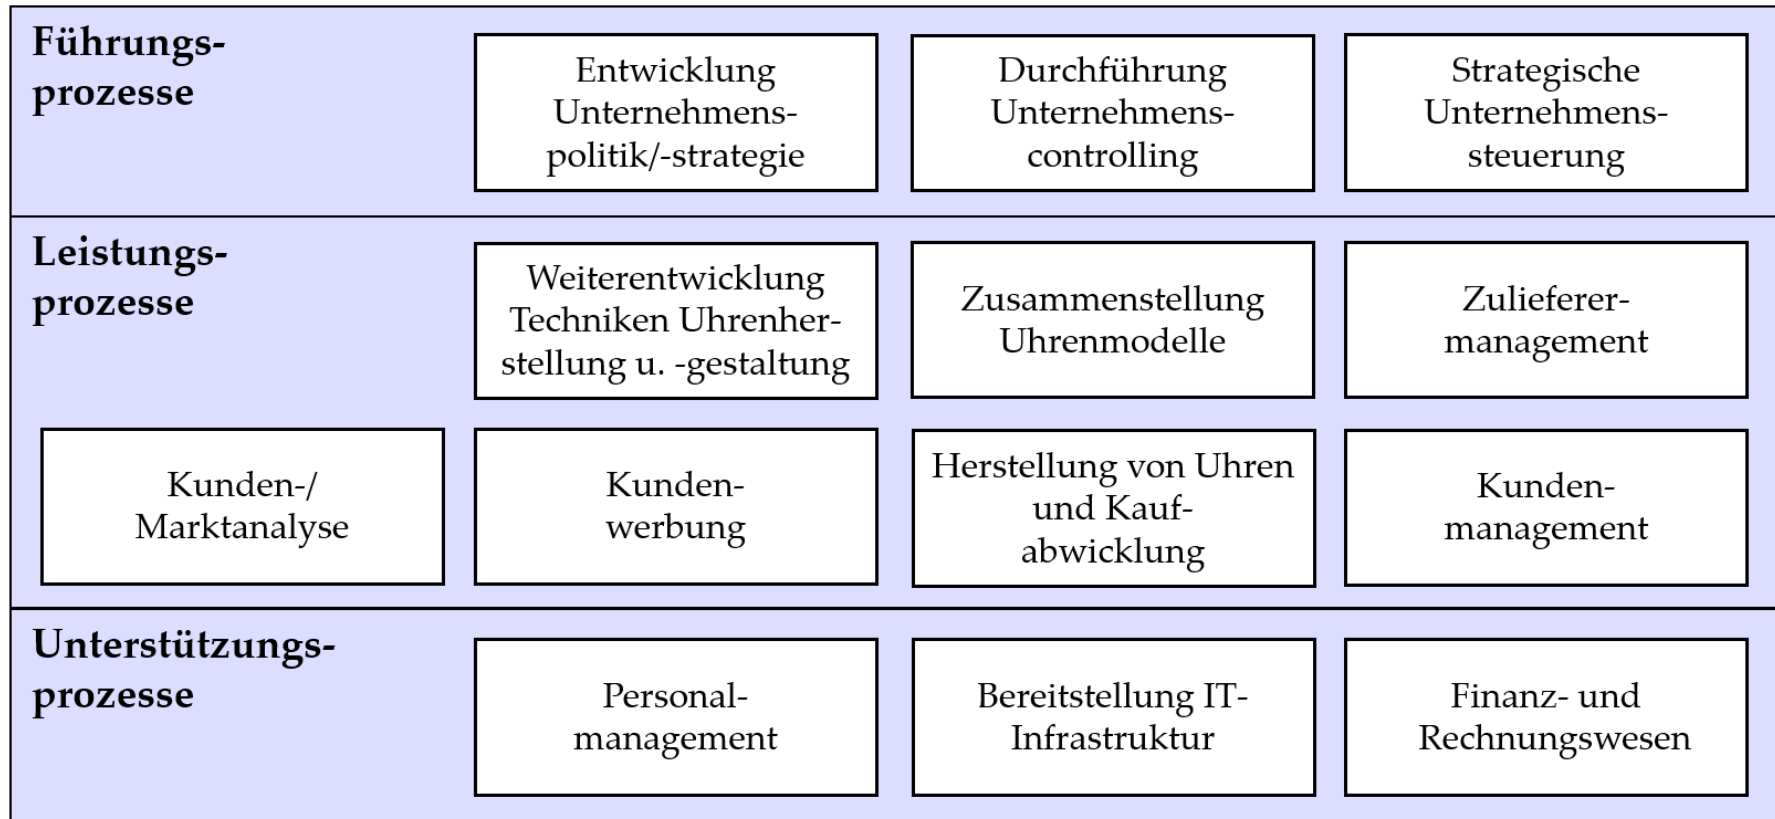 Führungs-
prozesse
Entwicklung
Unternehmens-
politik/-strategie
Durchführung
Unternehmens-
controlling
Strategische
Unternehmens-
steuerung
Leistungs-
prozesse
Weiterentwicklung
Techniken Uhrenher-
stellung u. -gestaltung
Zusammenstellung
Uhrenmodelle
Zulieferer-
management
Kunden-/
Marktanalyse
Kunden-
werbung
Herstellung von Uhren
und Kauf-
abwicklung
Kunden-
management
Unterstützungs-
prozesse
Personal-
management
Bereitstellung IT-
Infrastruktur
Finanz- und
Rechnungswesen